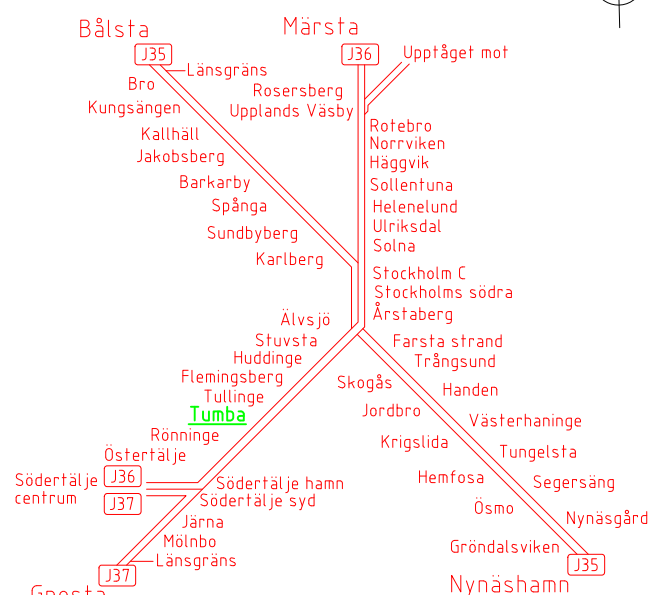 Bålsta
Märsta
J35
J36
Upptåget mot
Länsgräns
Bro
Rosersberg
Kungsängen
Upplands Väsby
Kallhäll
Rotebro
Norrviken
Jakobsberg
Häggvik
Barkarby
Sollentuna
Spånga
Helenelund
Ulriksdal
Sundbyberg
Solna
Karlberg
Stockholm C
Stockholms södra
Årstaberg
Älvsjö
Stuvsta
Farsta strand
Huddinge
Trångsund
Flemingsberg
Skogås
Handen
Tullinge
Tumba
Jordbro
Västerhaninge
Rönninge
Krigslida
Östertälje
Tungelsta
Södertälje
centrum
J36
J37
Södertälje hamn
Södertälje syd
Hemfosa
Segersäng
Järna
Ösmo
Nynäsgård
Mölnbo
Gröndalsviken
Länsgräns
J37
J35
Gnesta
Nynäshamn